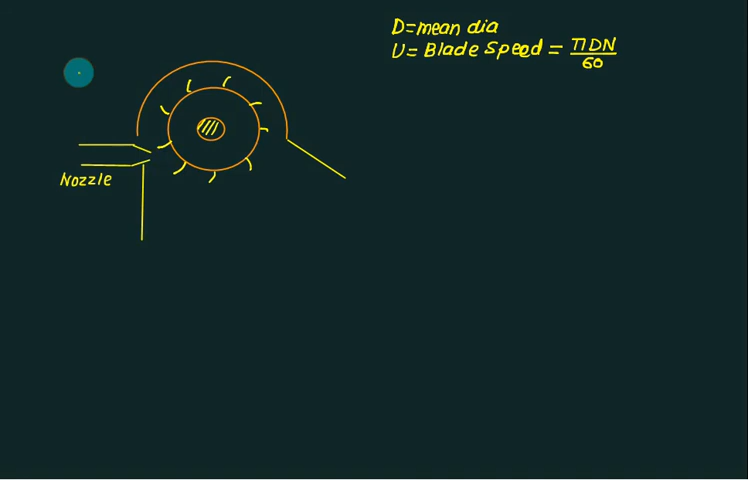 D=mean dia
U= Blade Speed = πDN/60
Nozzle